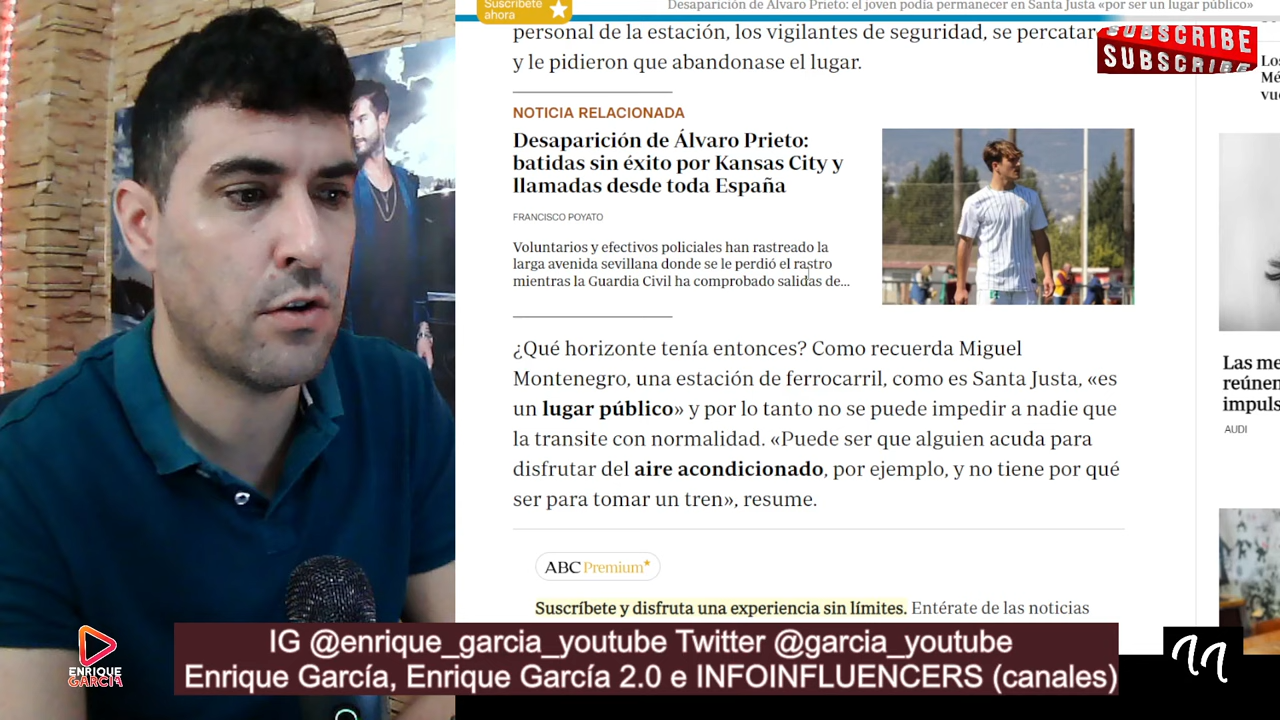 Suscríbete
ahora
Desaparición de Álvaro Prieto: el joven podía permanecer en Santa Justa «por ser un lugar público»
personal de la estación, los vigilantes de seguridad, se percatar
y le pidieron que abandonase el lugar.
SUBSCRIBE
SUBSCRIBE
NOTICIA RELACIONADA
Desaparición de Álvaro Prieto:
batidas sin éxito por Kansas City y
llamadas desde toda España
FRANCISCO POYATO
Voluntarios y efectivos policiales han rastreado la
larga avenida sevillana donde se le perdió el rastro
mientras la Guardia Civil ha comprobado salidas de...
¿Qué horizonte tenía entonces? Como recuerda Miguel
Montenegro, una estación de ferrocarril, como es Santa Justa, «es
un lugar público» y por lo tanto no se puede impedir a nadie que
la transite con normalidad. «Puede ser que alguien acuda para
disfrutar del aire acondicionado, por ejemplo, y no tiene por qué
ser para tomar un tren», resume.
ABC Premium
Suscríbete y disfruta una experiencia sin límites. Entérate de las noticias
Las me
reúnen
impuls
AUDI
IG @enrique_garcia_youtube Twitter @garcia_youtube
Enrique García, Enrique García 2.0 e INFOINFLUENCERS (canales)
ENRIQUE
GARCÍA